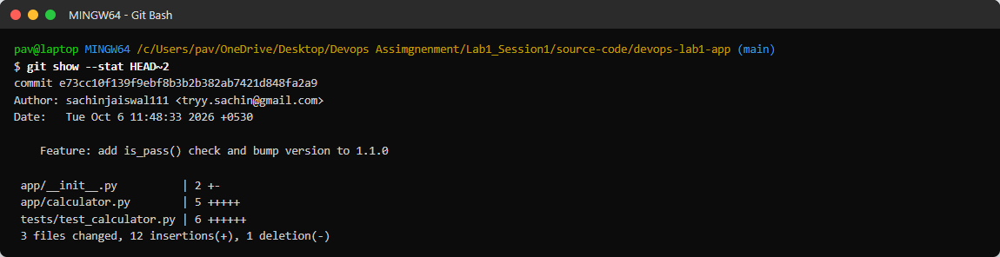 MINGW64 - Git Bash
pav@laptop MINGW64 /c/Users/pav/OneDrive/Desktop/Devops Assimgnenment/Lab1_Session1/source-code/devops-lab1-app (main)
$ git show --stat HEAD~2
commit e73cc10f139f9ebf8b3b2b382ab7421d848fa2a9
Author: sachinjaiswal111 <tryy.sachin@gmail.com>
Date:   Tue Oct 6 11:48:33 2026 +0530
    Feature: add is_pass() check and bump version to 1.1.0
 app/__init__.py          | 2 +-
 app/calculator.py        | 5 +++++
 tests/test_calculator.py | 6 ++++++
 3 files changed, 12 insertions(+), 1 deletion(-)